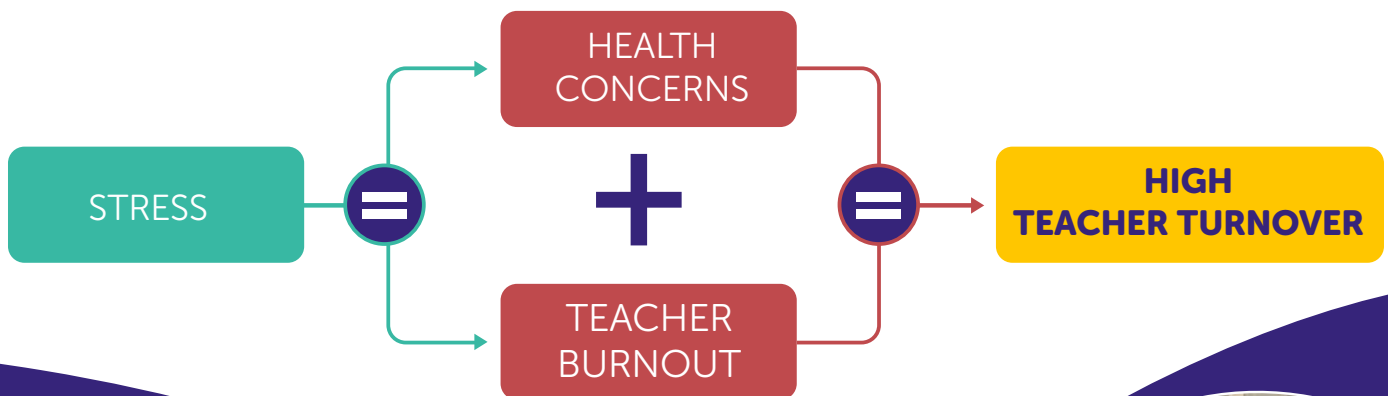 HEALTH
CONCERNS
STRESS
=
+
=
HIGH
TEACHER TURNOVER
TEACHER
BURNOUT